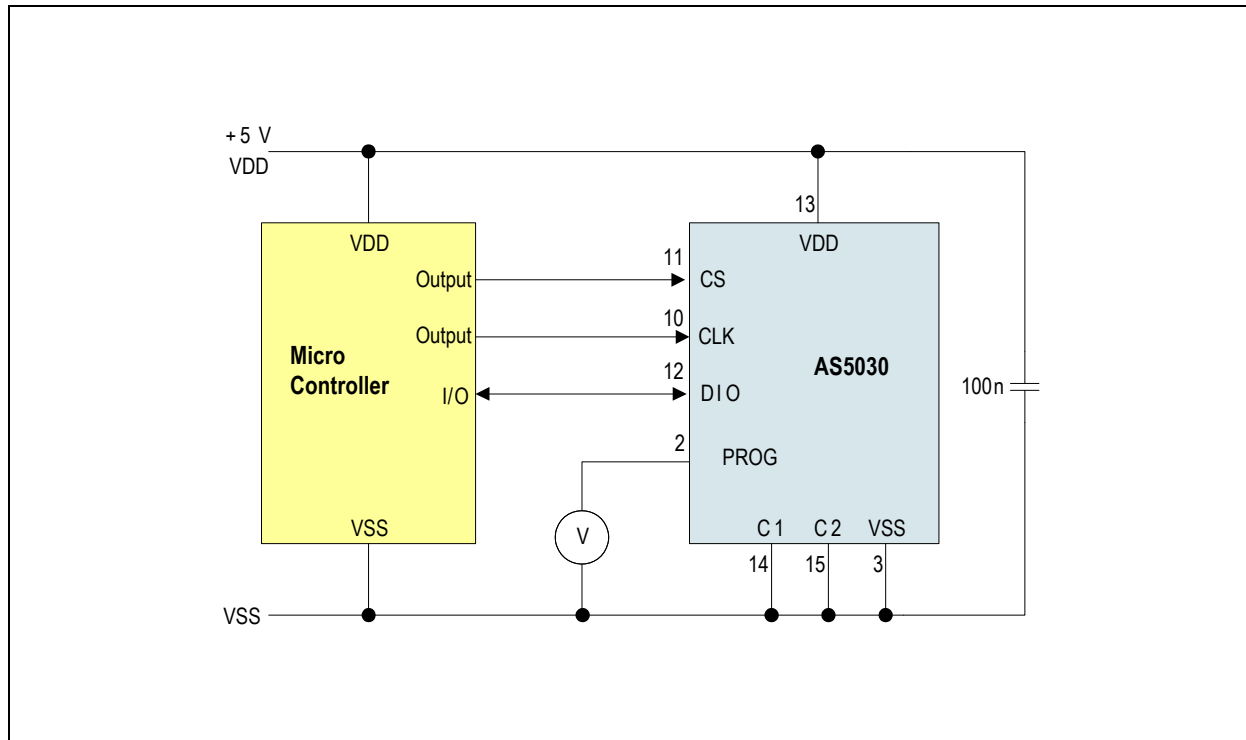 +5 V
VDD
13
VDD
VDD
11
Output
CS
10
Output
CLK
Micro
Controller
AS5030
12
I/O
DIO
100n
2
PROG
V
VSS
C1
C2
VSS
14
15
3
VSS